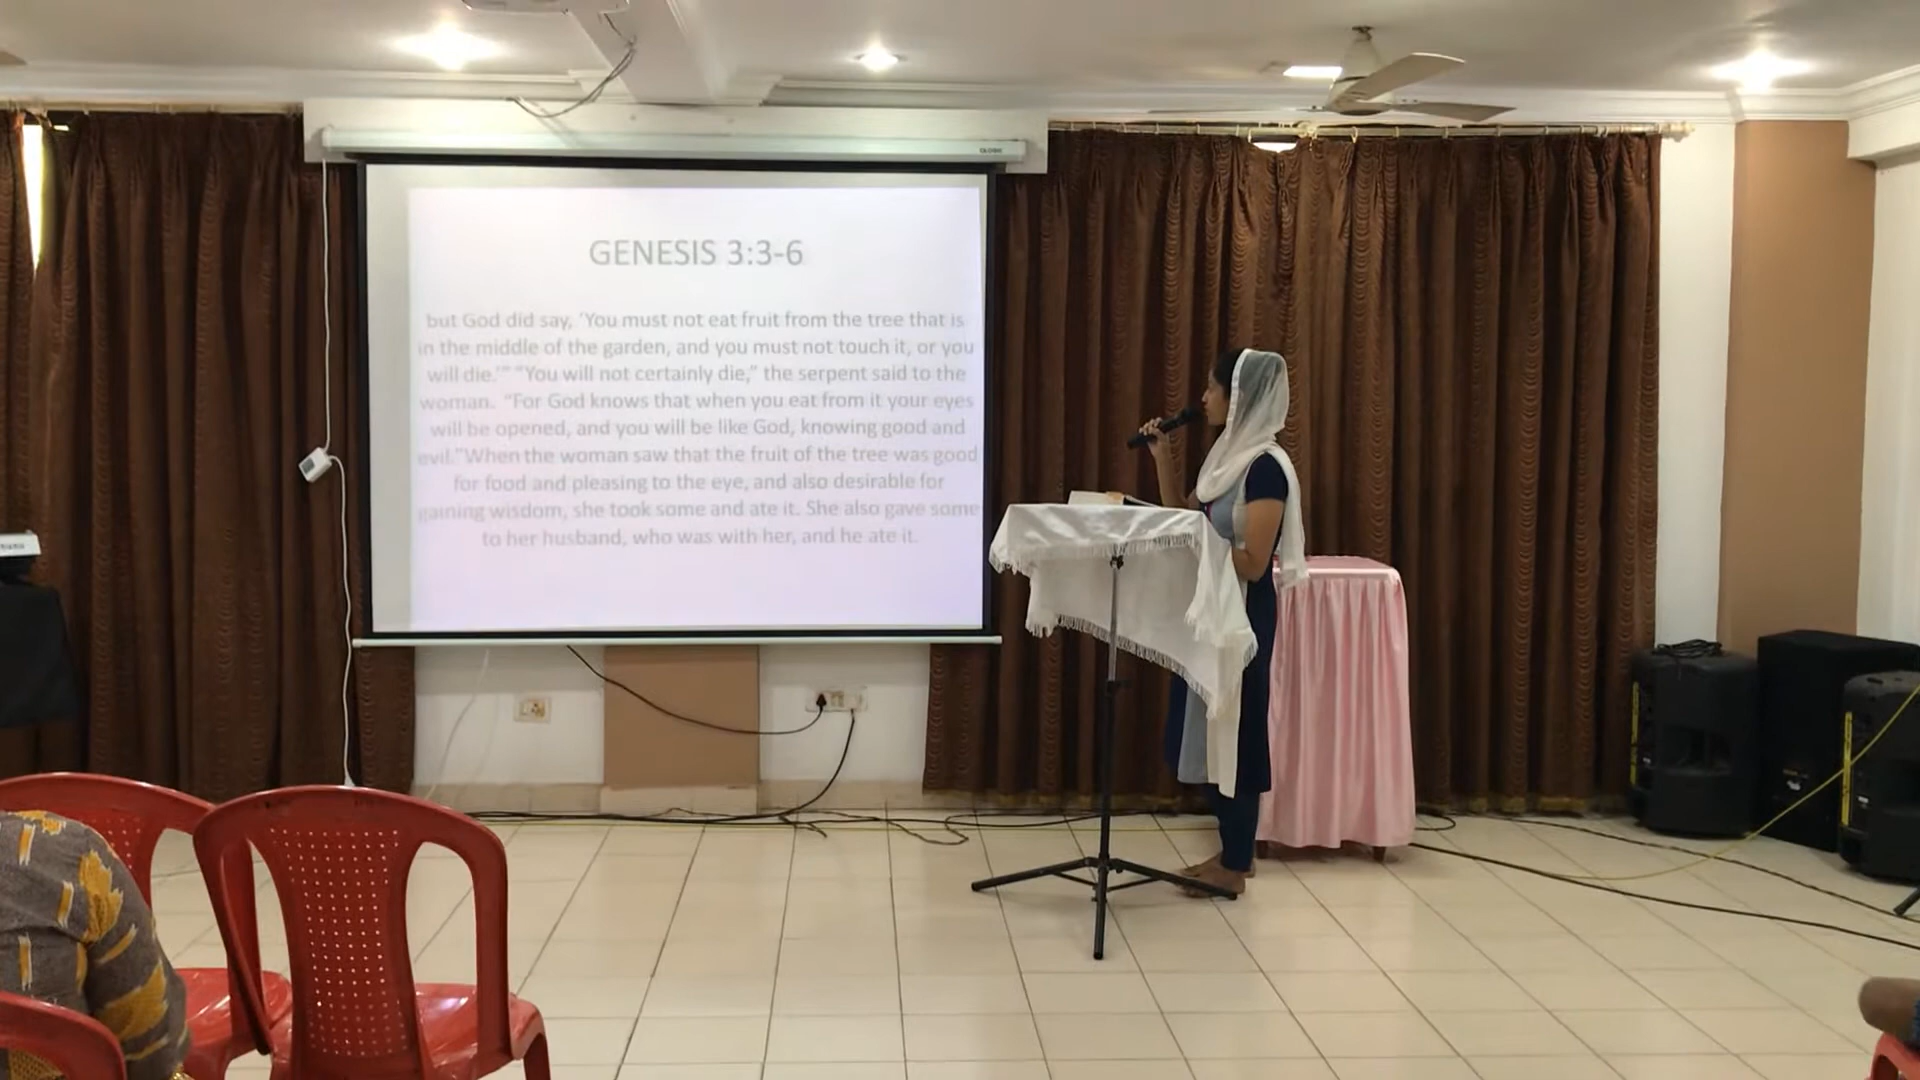 GENESIS 3:3-6
but God did say, 'You must not eat fruit from the tree that is
in the middle of the garden, and you must not touch it, or you
will die.'" "You will not certainly die," the serpent said to the
woman. "For God knows that when you eat from it your eyes
will be opened, and you will be like God, knowing good and
evil."When the woman saw that the fruit of the tree was good
for food and pleasing to the eye, and also desirable for
gaining wisdom, she took some and ate it. She also gave some
to her husband, who was with her, and he ate it.